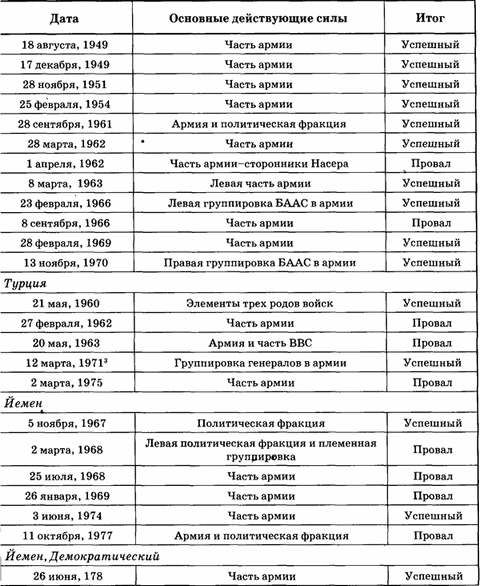 Дата Основные действующие силы Итог
18 августа, 1949 Часть армии Успешный
17 декабря, 1949 Часть армии Успешный
28 ноября, 1951 Часть армии Успешный
25 февраля, 1954 Часть армии Успешный
28 сентября, 1961 Армия и политическая фракция Успешный
28 марта, 1962 Часть армии Успешный
1 апреля, 1962 Часть армии-сторонники Насера Провал
8 марта, 1963 Левая часть армии Успешный
23 февраля, 1966 Левая группировка БААС в армии Успешный
8 сентября, 1966 Часть армии Провал
28 февраля, 1969 Часть армии Успешный
13 ноября, 1970 Правая группировка БААС в армии Успешный
Турция
21 мая, 1960 Элементы трех родов войск Успешный
27 февраля, 1962 Часть армии Провал
20 мая, 1963 Армия и часть ВВС Провал
12 марта, 1971³ Группировка генералов в армии Успешный
2 марта, 1975 Часть армии Провал
Йемен
5 ноября, 1967 Политическая фракция Успешный
2 марта, 1968 Левая политическая фракция и племенная группировка Провал
25 июля, 1968 Часть армии Провал
26 января, 1969 Часть армии Провал
3 июня, 1974 Часть армии Успешный
11 октября, 1977 Армия и политическая фракция Провал
Йемен, Демократический
26 июня, 178 Часть армии Успешный